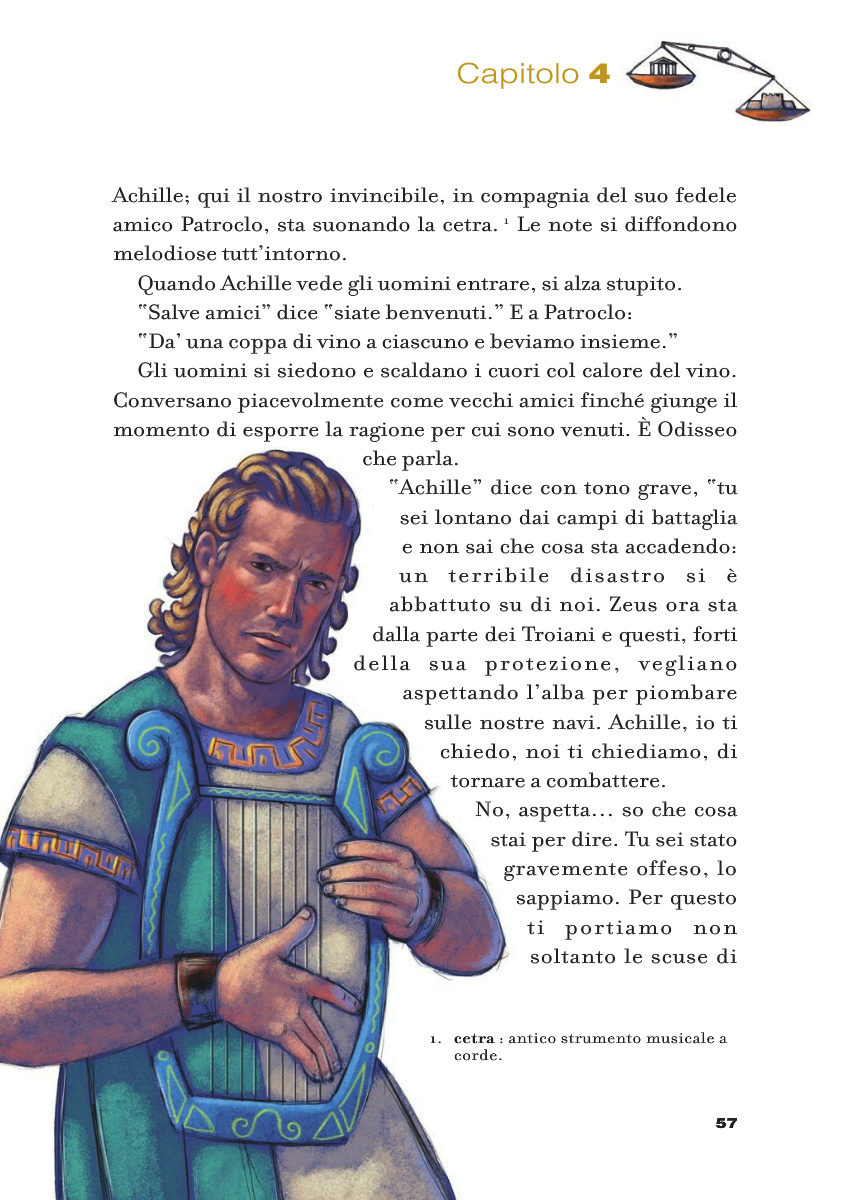 Capitolo 4
Achille; qui il nostro invincibile, in compagnia del suo fedele
amico Patroclo, sta suonando la cetra. ¹ Le note si diffondono
melodiose tutt’intorno.
Quando Achille vede gli uomini entrare, si alza stupito.
‟Salve amici” dice ‟siate benvenuti.” E a Patroclo:
‟Da’ una coppa di vino a ciascuno e beviamo insieme.”
Gli uomini si siedono e scaldano i cuori col calore del vino.
Conversano piacevolmente come vecchi amici finché giunge il
momento di esporre la ragione per cui sono venuti. È Odisseo
che parla.
‟Achille” dice con tono grave, ‟tu
sei lontano dai campi di battaglia
e non sai che cosa sta accadendo:
un terribile disastro si è
abbattuto su di noi. Zeus ora sta
dalla parte dei Troiani e questi, forti
della sua protezione, vegliano
aspettando l’alba per piombare
sulle nostre navi. Achille, io ti
chiedo, noi ti chiediamo, di
tornare a combattere.
No, aspetta... so che cosa
stai per dire. Tu sei stato
gravemente offeso, lo
sappiamo. Per questo
ti portiamo non
soltanto le scuse di
1. cetra : antico strumento musicale a
corde.
57